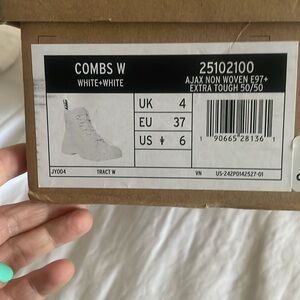 COMBS W
WHITE+WHITE
25102100
AJAX NON WOVEN E97+
EXTRA TOUGH 50/50
UK 4
EU 37
US 6
1 90665 28136 1
JY004
TRACT W
VN
US-242P0142527-01